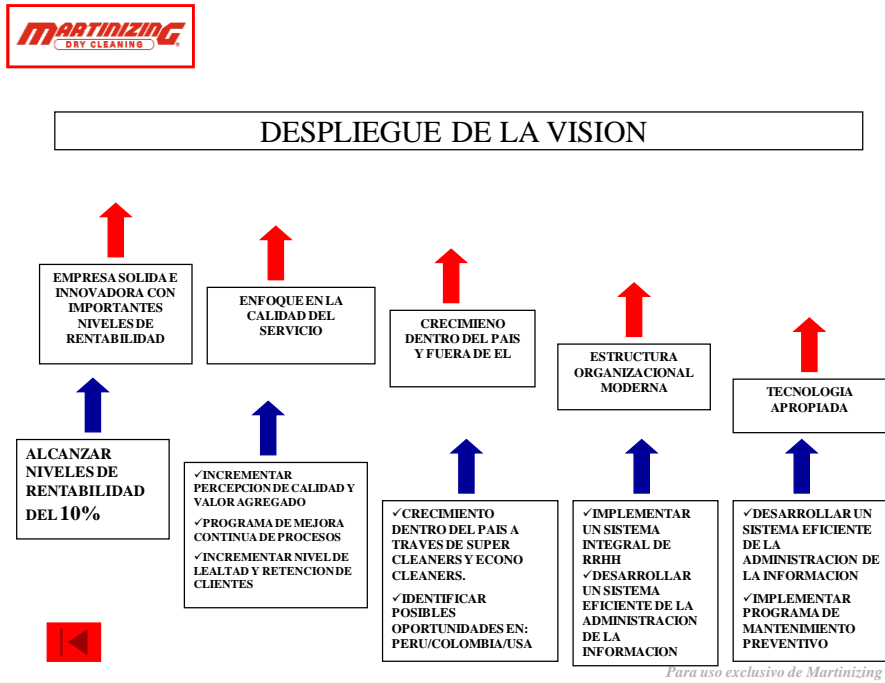 MARTINIZING
DRY CLEANING
DESPLIEGUE DE LA VISION
EMPRESA SOLIDA E
INNOVADORA CON
IMPORTANTES
NIVELES DE
RENTABILIDAD
ENFOQUE EN LA
CALIDAD DEL
SERVICIO
CRECIMIENO
DENTRO DEL PAIS
Y FUERA DE EL
ESTRUCTURA
ORGANIZACIONAL
MODERNA
TECNOLOGIA
APROPIADA
ALCANZAR
NIVELES DE
RENTABILIDAD
DEL 10%
✓INCREMENTAR
PERCEPCION DE CALIDAD Y
VALOR AGREGADO
✓PROGRAMA DE MEJORA
CONTINUA DE PROCESOS
✓INCREMENTAR NIVEL DE
LEALTAD Y RETENCION DE
CLIENTES
✓CRECIMIENTO
DENTRO DEL PAIS A
TRAVES DE SUPER
CLEANERS Y ECONO
CLEANERS.
✓IDENTIFICAR
POSIBLES
OPORTUNIDADES EN:
PERU/COLOMBIA/USA
✓IMPLEMENTAR
UN SISTEMA
INTEGRAL DE
RRHH
✓DESARROLLAR
UN SISTEMA
EFICIENTE DE LA
ADMINISTRACION
DE LA
INFORMACION
✓DESARROLLAR UN
SISTEMA EFICIENTE
DE LA
ADMINISTRACION DE
LA INFORMACION
✓IMPLEMENTAR
PROGRAMA DE
MANTENIMIENTO
PREVENTIVO
Para uso exclusivo de Martinizing